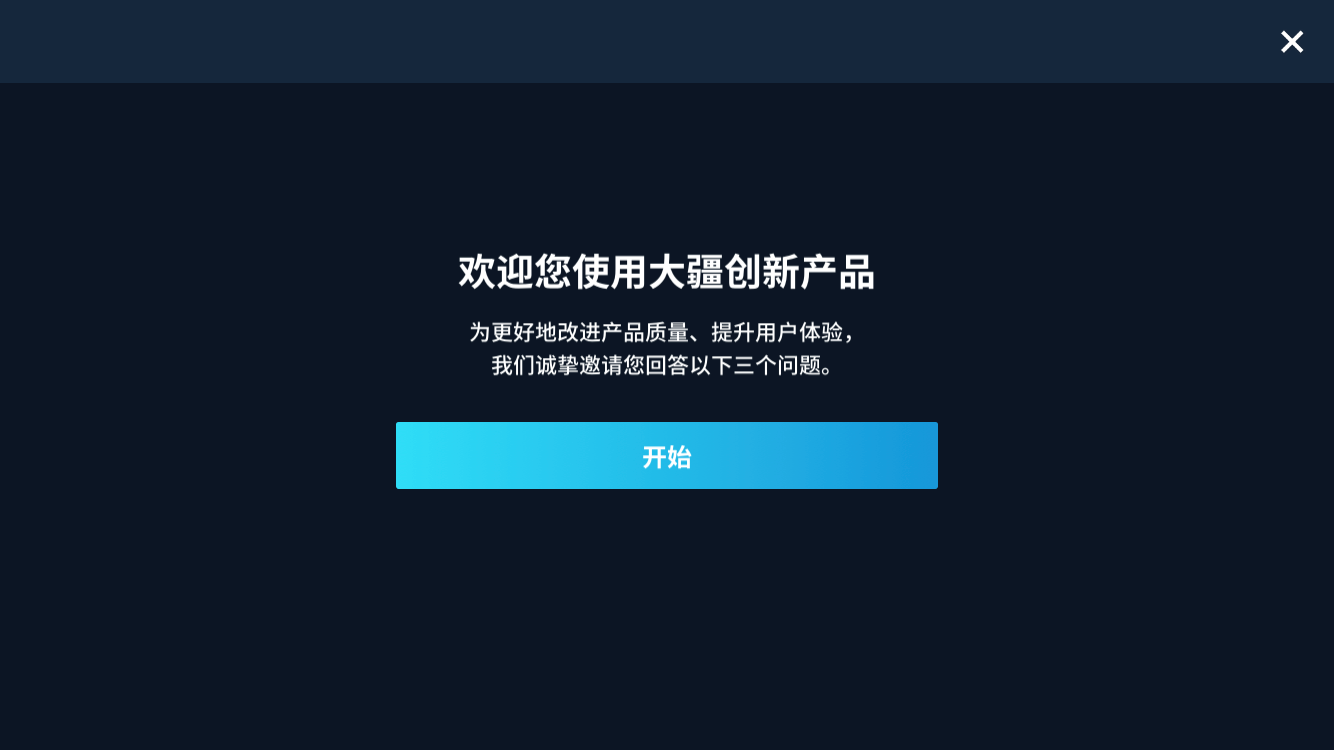 欢迎您使用大疆创新产品
为更好地改进产品质量、提升用户体验，
我们诚挚邀请您回答以下三个问题。
开始